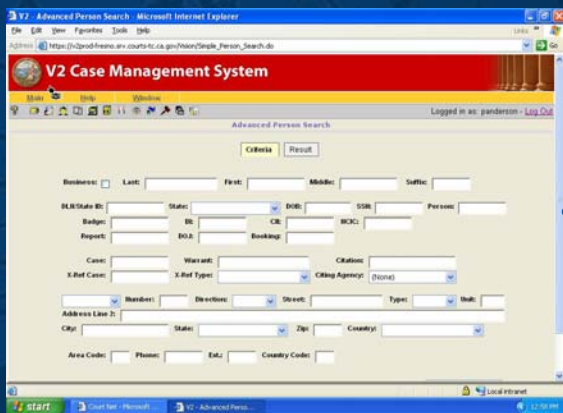 V2 - Advanced Person Search - Microsoft Internet Explorer
File Edit View Favorites Tools Help
Links
Address https://v2prod-fresno.srv.courts-tc.ca.gov/Vision/Simple_Person_Search.do Go
V2 Case Management System
Main Help Window
Logged in as: panderson - Log Out
Advanced Person Search
Criteria Result
Business: Last: First: Middle: Suffix:
DLN/State ID: State: DOB: SSN: Person:
Badge: BI: CII: NCIC:
Report: DOJ: Booking:
Case: Warrant: Citation:
X-Ref Case: X-Ref Type: Citing Agency: (None)
Number: Direction: Street: Type: Unit:
Address Line 2:
City: State: Zip: Country:
Area Code: Phone: Ext.: Country Code:
Local intranet
start Court Net - Microsoft ... V2 - Advanced Perso... 12:58 PM